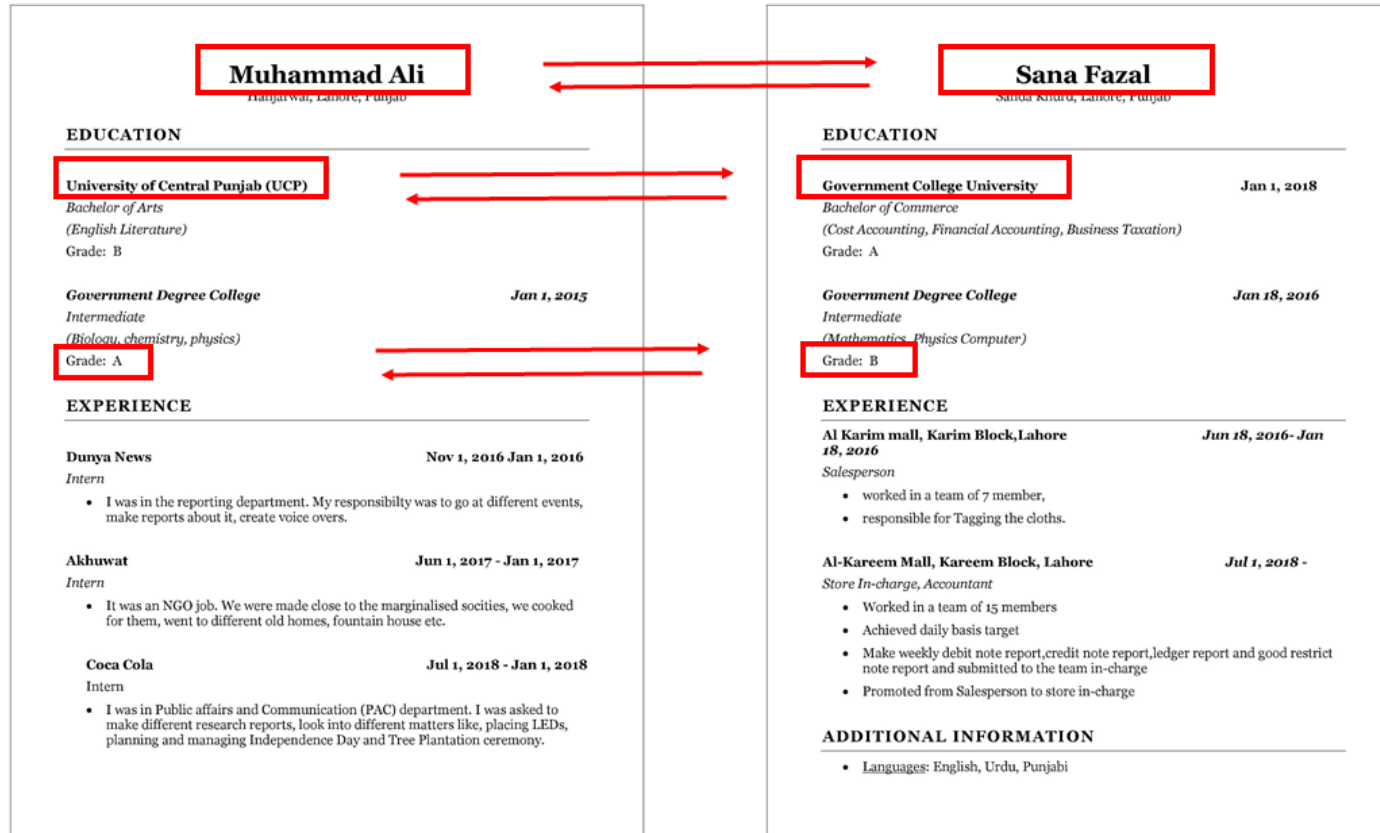 Muhammad Ali
Hanjarwal, Lahore, Punjab
EDUCATION
University of Central Punjab (UCP)
Bachelor of Arts
(English Literature)
Grade: B
Government Degree College Jan 1, 2015
Intermediate
(Biology, chemistry, physics)
Grade: A
EXPERIENCE
Dunya News Nov 1, 2016 Jan 1, 2016
Intern
• I was in the reporting department. My responsibilty was to go at different events,
make reports about it, create voice overs.
Akhuwat Jun 1, 2017 - Jan 1, 2017
Intern
• It was an NGO job. We were made close to the marginalised socities, we cooked
for them, went to different old homes, fountain house etc.
Coca Cola Jul 1, 2018 - Jan 1, 2018
Intern
• I was in Public affairs and Communication (PAC) department. I was asked to
make different research reports, look into different matters like, placing LEDs,
planning and managing Independence Day and Tree Plantation ceremony.
Sana Fazal
Sanda Khurd, Lahore, Punjab
EDUCATION
Government College University Jan 1, 2018
Bachelor of Commerce
(Cost Accounting, Financial Accounting, Business Taxation)
Grade: A
Government Degree College Jan 18, 2016
Intermediate
(Mathematics, Physics Computer)
Grade: B
EXPERIENCE
Al Karim mall, Karim Block,Lahore Jun 18, 2016- Jan
18, 2016
Salesperson
• worked in a team of 7 member,
• responsible for Tagging the cloths.
Al-Kareem Mall, Kareem Block, Lahore Jul 1, 2018 -
Store In-charge, Accountant
• Worked in a team of 15 members
• Achieved daily basis target
• Make weekly debit note report,credit note report,ledger report and good restrict
note report and submitted to the team in-charge
• Promoted from Salesperson to store in-charge
ADDITIONAL INFORMATION
• Languages: English, Urdu, Punjabi